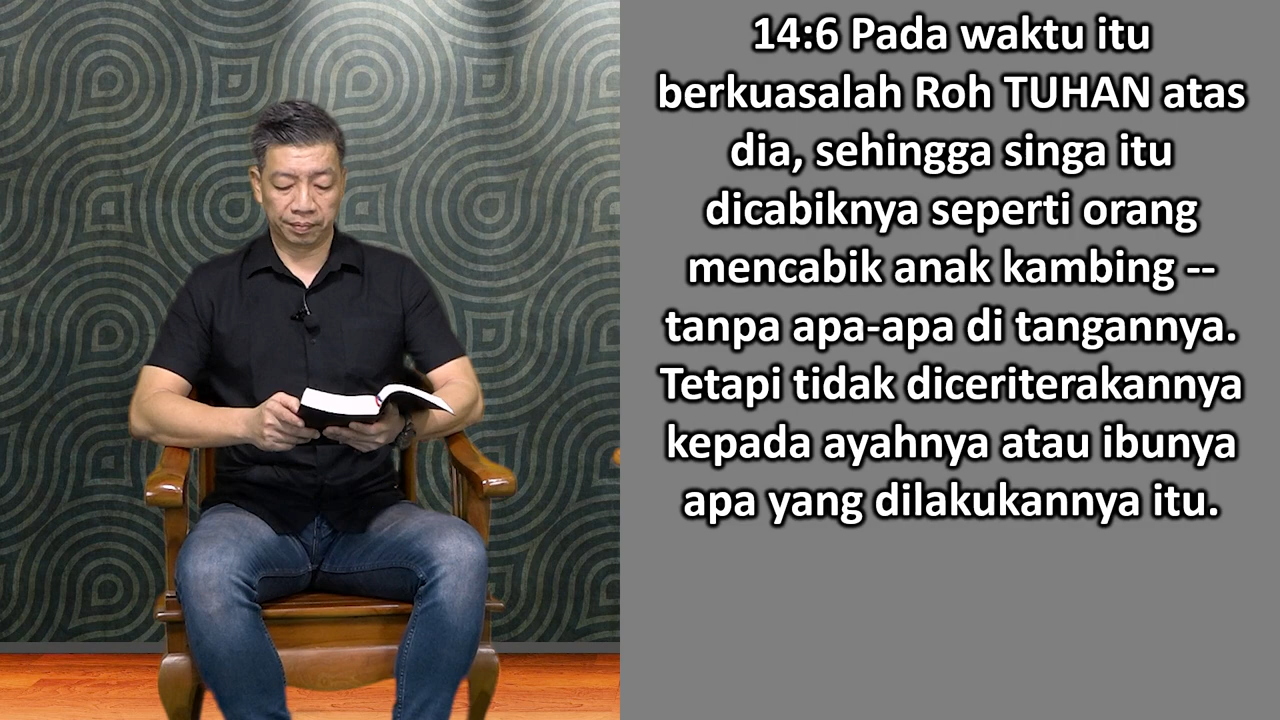 14:6 Pada waktu itu
berkuasalah Roh TUHAN atas
dia, sehingga singa itu
dicabiknya seperti orang
mencabik anak kambing --
tanpa apa-apa di tangannya.
Tetapi tidak diceriterakannya
kepada ayahnya atau ibunya
apa yang dilakukannya itu.